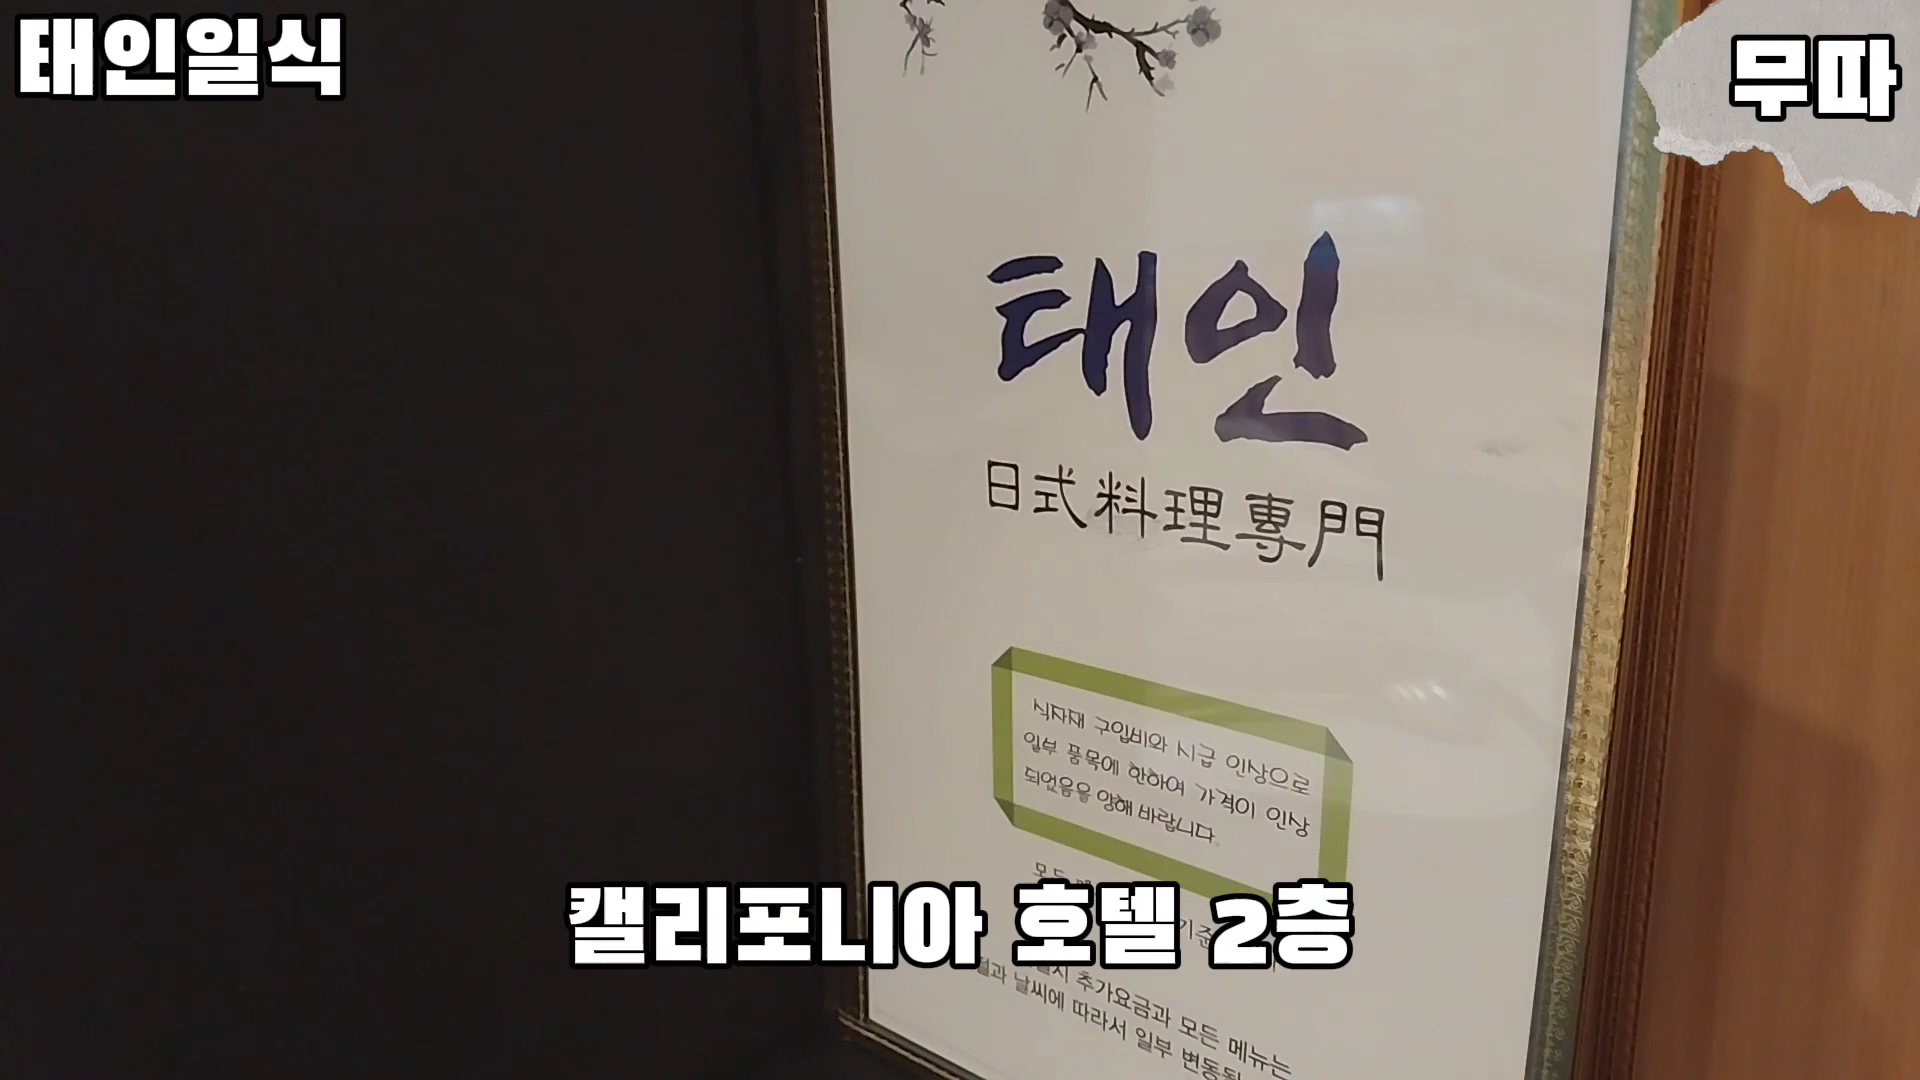 태인일식
무따
태인
日式料理專門
식자재 구입비와 시급 인상으로
일부 품목에 한하여 가격이 인상
되었음을 양해 바랍니다.
모든
캘리포니아 호텔 2층
추가요금과 모든 메뉴는
날씨에 따라서 일부